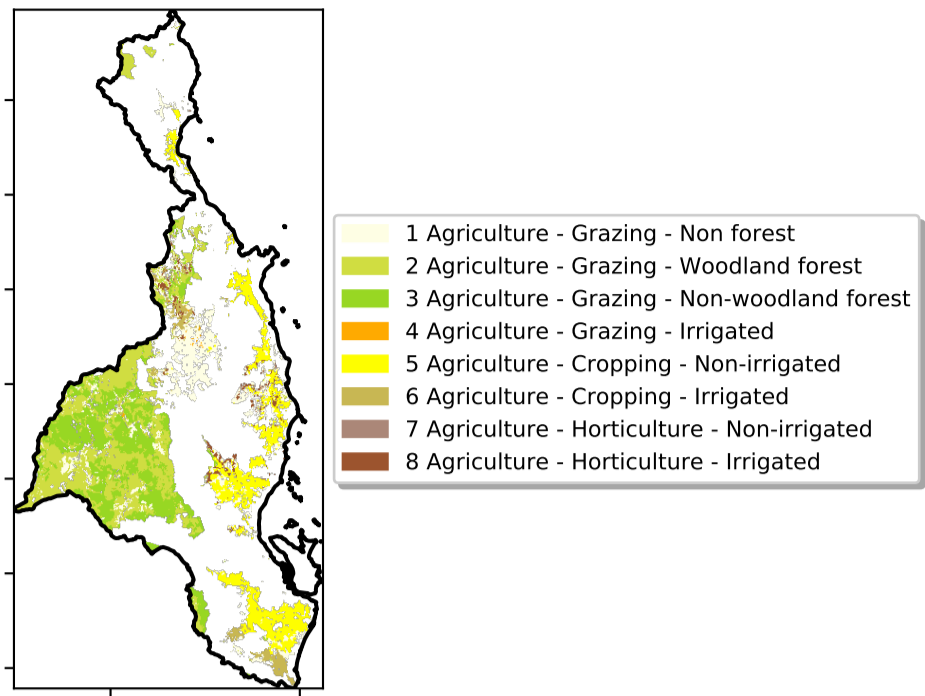 1 Agriculture - Grazing - Non forest
2 Agriculture - Grazing - Woodland forest
3 Agriculture - Grazing - Non-woodland forest
4 Agriculture - Grazing - Irrigated
5 Agriculture - Cropping - Non-irrigated
6 Agriculture - Cropping - Irrigated
7 Agriculture - Horticulture - Non-irrigated
8 Agriculture - Horticulture - Irrigated